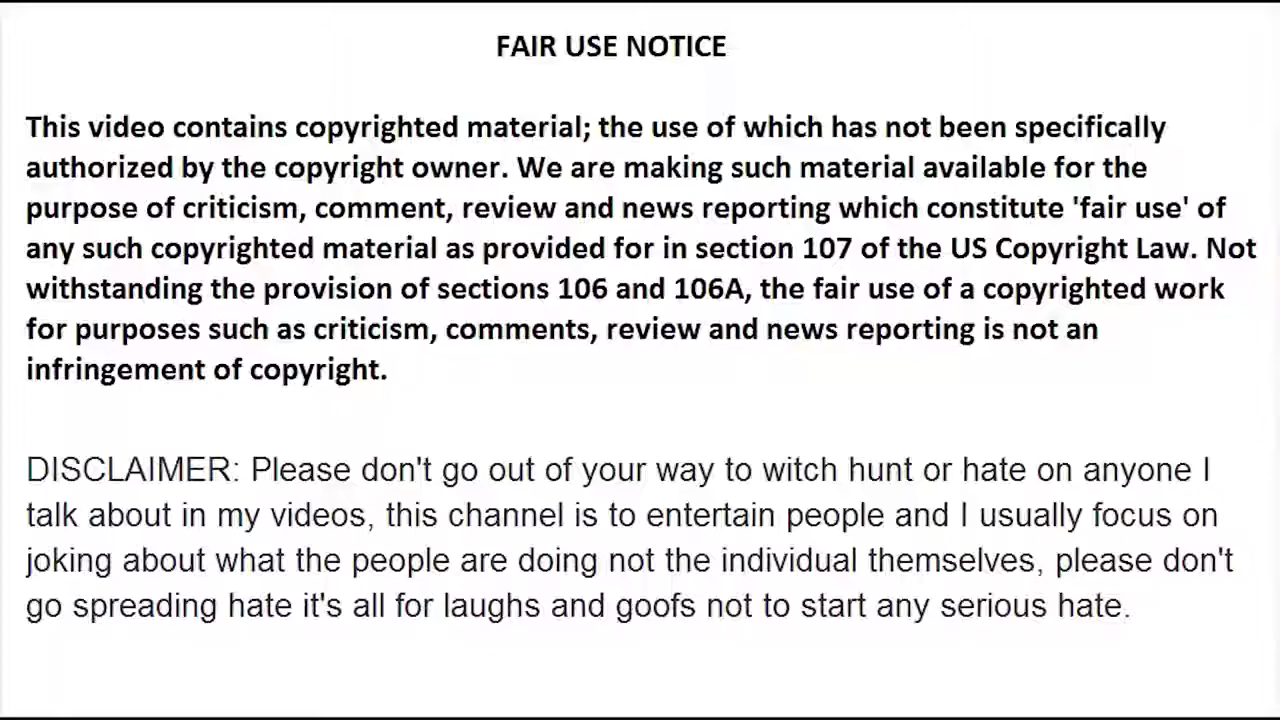 FAIR USE NOTICE
This video contains copyrighted material; the use of which has not been specifically
authorized by the copyright owner. We are making such material available for the
purpose of criticism, comment, review and news reporting which constitute 'fair use' of
any such copyrighted material as provided for in section 107 of the US Copyright Law. Not
withstanding the provision of sections 106 and 106A, the fair use of a copyrighted work
for purposes such as criticism, comments, review and news reporting is not an
infringement of copyright.
DISCLAIMER: Please don't go out of your way to witch hunt or hate on anyone I
talk about in my videos, this channel is to entertain people and I usually focus on
joking about what the people are doing not the individual themselves, please don't
go spreading hate it's all for laughs and goofs not to start any serious hate.